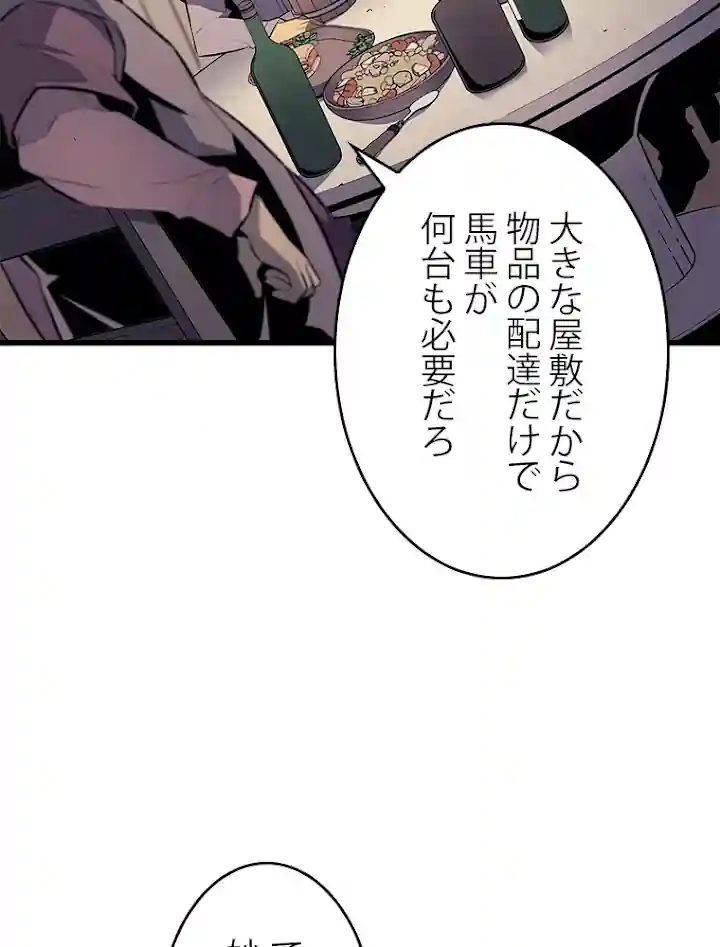 大きな屋敷だから
物品の配達だけで
馬車が
何台も必要だろ